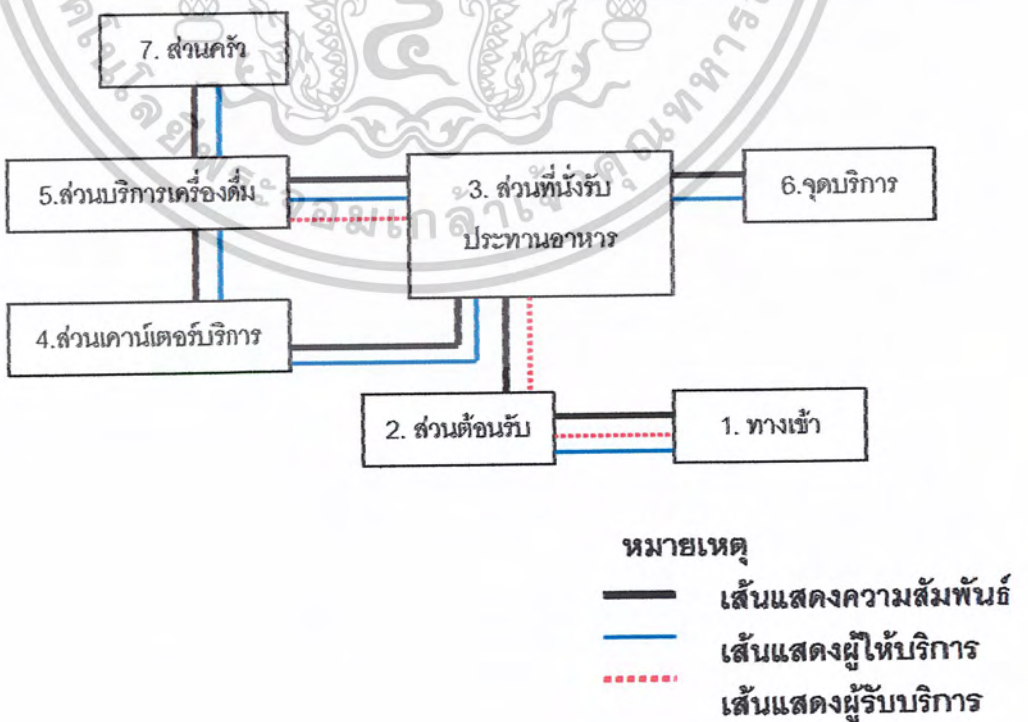 7. ส่วนครัว
5.ส่วนบริการเครื่องดื่ม
3. ส่วนที่นั่งรับ
ประทานอาหาร
6.จุดบริการ
4.ส่วนเคาน์เตอร์บริการ
2. ส่วนต้อนรับ
1. ทางเข้า
หมายเหตุ
เส้นแสดงความสัมพันธ์
เส้นแสดงผู้ให้บริการ
เส้นแสดงผู้รับบริการ